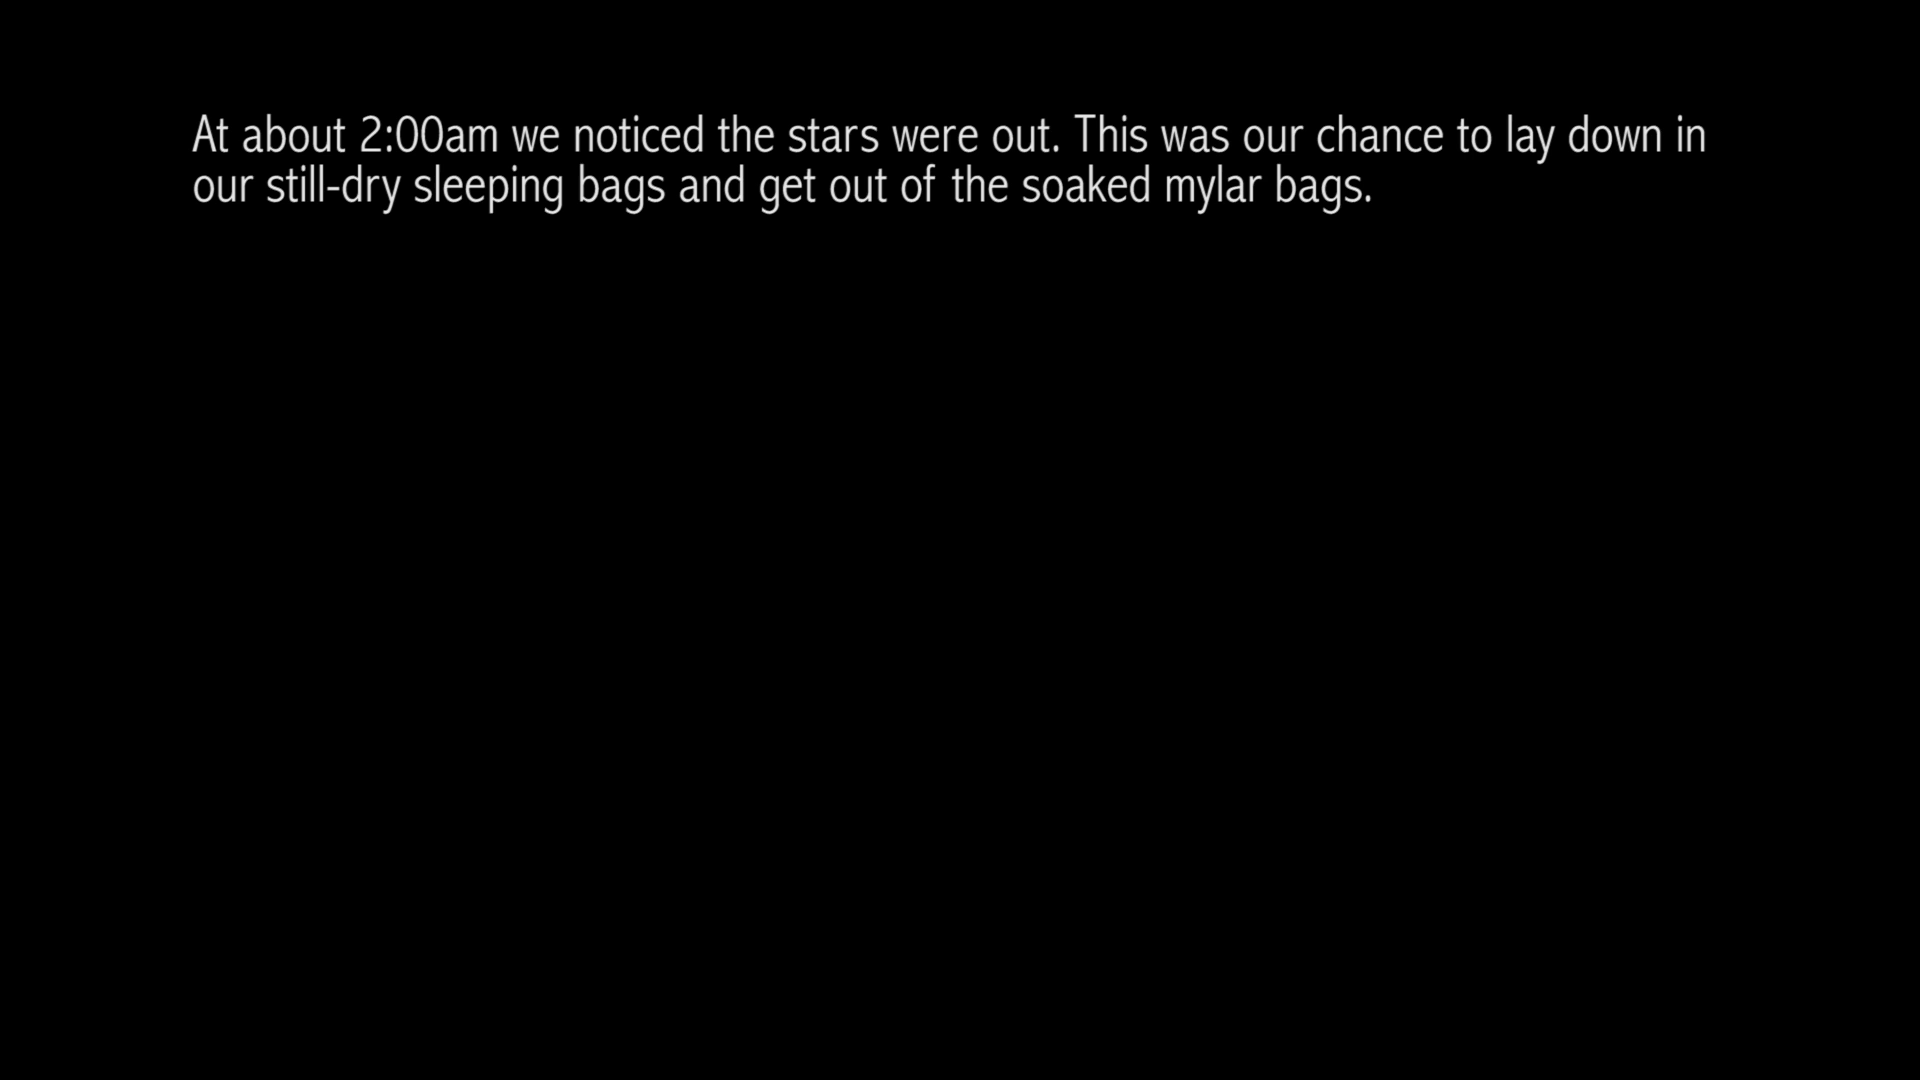 At about 2:00am we noticed the stars were out. This was our chance to lay down in
our still-dry sleeping bags and get out of the soaked mylar bags.